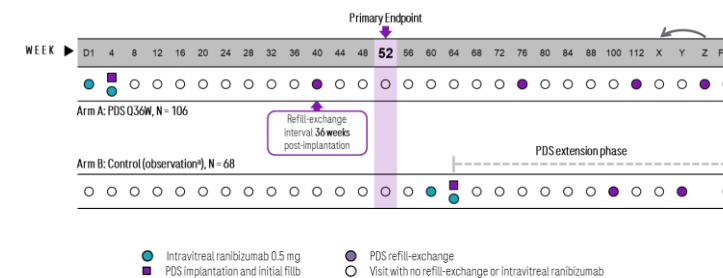 Primary Endpoint
WEEK D1 4 8 12 16 20 24 28 32 36 40 44 48 52 56 60 64 68 72 76 80 84 88 100 112 X Y Z
Arm A: PDS Q36W, N = 106
Refill-exchange
interval 36 weeks
post-implantation
PDS extension phase
Arm B: Control (observationᵃ), N = 68
Intravitreal ranibizumab 0.5 mg
PDS refill-exchange
PDS implantation and initial fillb
Visit with no refill-exchange or intravitreal ranibizumab